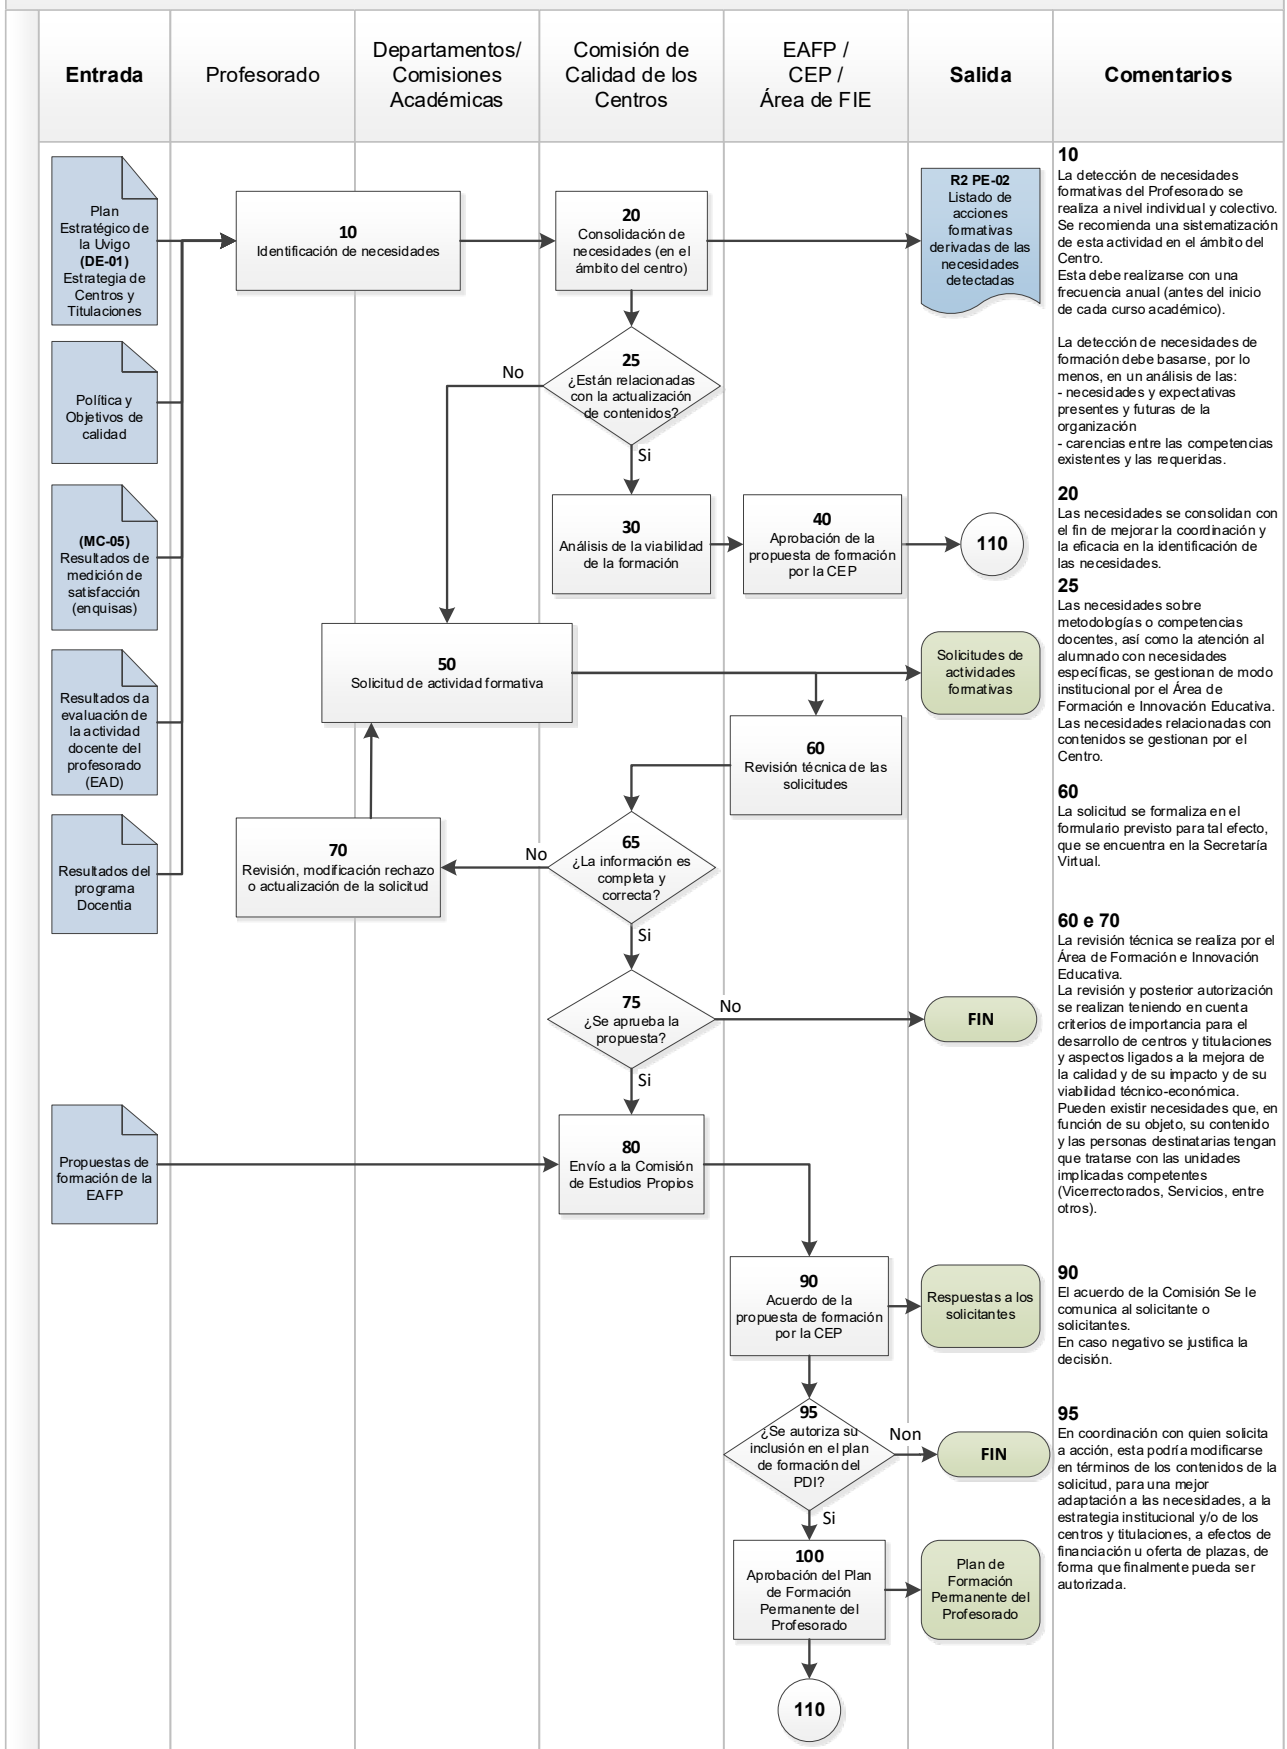 Entrada
Profesorado
Departamentos/
Comisiones
Académicas
Comisión de
Calidad de los
Centros
EAFP /
CEP /
Área de FIE
Salida
Comentarios
Plan
Estratégico de
la Uvigo
(DE-01)
Estrategia de
Centros y
Titulaciones
Política y
Objetivos de
calidad
(MC-05)
Resultados de
medición de
satisfacción
(enquisas)
Resultados da
evaluación de
la actividad
docente del
profesorado
(EAD)
Resultados del
programa
Docentia
Propuestas de
formación de la
EAFP
10
Identificación de necesidades
20
Consolidación de
necesidades (en el
ámbito del centro)
R2 PE-02
Listado de
acciones
formativas
derivadas de las
necesidades
detectadas
25
¿Están relacionadas
con la actualización
de contenidos?
No
Si
30
Análisis de la viabilidad
de la formación
40
Aprobación de la
propuesta de formación
por la CEP
110
50
Solicitud de actividad formativa
Solicitudes de
actividades
formativas
60
Revisión técnica de las
solicitudes
65
¿La información es
completa y
correcta?
No
Si
70
Revisión, modificación rechazo
o actualización de la solicitud
75
¿Se aprueba la
propuesta?
No
Si
FIN
80
Envío a la Comisión
de Estudios Propios
90
Acuerdo de la
propuesta de formación
por la CEP
Respuestas a los
solicitantes
95
¿Se autoriza su
inclusión en el plan
de formación del
PDI?
Non
Si
FIN
100
Aprobación del Plan
de Formación
Permanente del
Profesorado
Plan de
Formación
Permanente del
Profesorado
110
10
La detección de necesidades
formativas del Profesorado se
realiza a nivel individual y colectivo.
Se recomienda una sistematización
de esta actividad en el ámbito del
Centro.
Esta debe realizarse con una
frecuencia anual (antes del inicio
de cada curso académico).
La detección de necesidades de
formación debe basarse, por lo
menos, en un análisis de las:
- necesidades y expectativas
presentes y futuras de la
organización
- carencias entre las competencias
existentes y las requeridas.
20
Las necesidades se consolidan con
el fin de mejorar la coordinación y
la eficacia en la identificación de
las necesidades.
25
Las necesidades sobre
metodologías o competencias
docentes, así como la atención al
alumnado con necesidades
específicas, se gestionan de modo
institucional por el Área de
Formación e Innovación Educativa.
Las necesidades relacionadas con
contenidos se gestionan por el
Centro.
60
La solicitud se formaliza en el
formulario previsto para tal efecto,
que se encuentra en la Secretaría
Virtual.
60 e 70
La revisión técnica se realiza por el
Área de Formación e Innovación
Educativa.
La revisión y posterior autorización
se realizan teniendo en cuenta
criterios de importancia para el
desarrollo de centros y titulaciones
y aspectos ligados a la mejora de
la calidad y de su impacto y de su
viabilidad técnico-económica.
Pueden existir necesidades que, en
función de su objeto, su contenido
y las personas destinatarias tengan
que tratarse con las unidades
implicadas competentes
(Vicerrectorados, Servicios, entre
otros).
90
El acuerdo de la Comisión Se le
comunica al solicitante o
solicitantes.
En caso negativo se justifica la
decisión.
95
En coordinación con quien solicita
a acción, esta podría modificarse
en términos de los contenidos de la
solicitud, para una mejor
adaptación a las necesidades, a la
estrategia institucional y/o de los
centros y titulaciones, a efectos de
financiación u oferta de plazas, de
forma que finalmente pueda ser
autorizada.